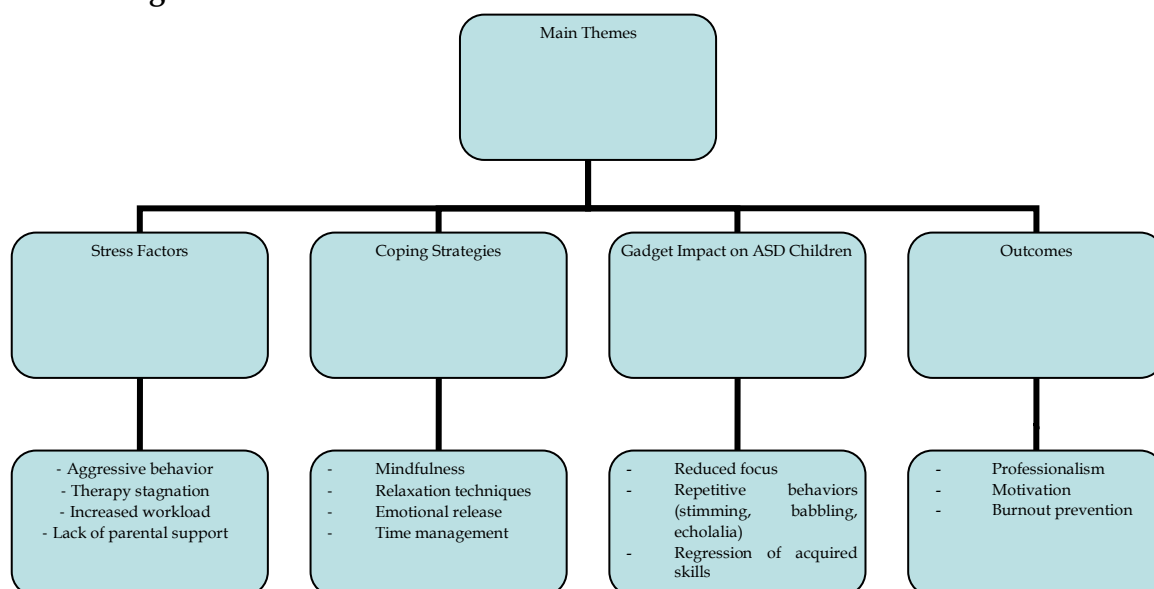 Main Themes
Stress Factors
Coping Strategies
Gadget Impact on ASD Children
Outcomes
- Aggressive behavior
- Therapy stagnation
- Increased workload
- Lack of parental support
- Mindfulness
- Relaxation techniques
- Emotional release
- Time management
- Reduced focus
- Repetitive behaviors
(stimming, babbling,
echolalia)
- Regression of acquired
skills
- Professionalism
- Motivation
- Burnout prevention